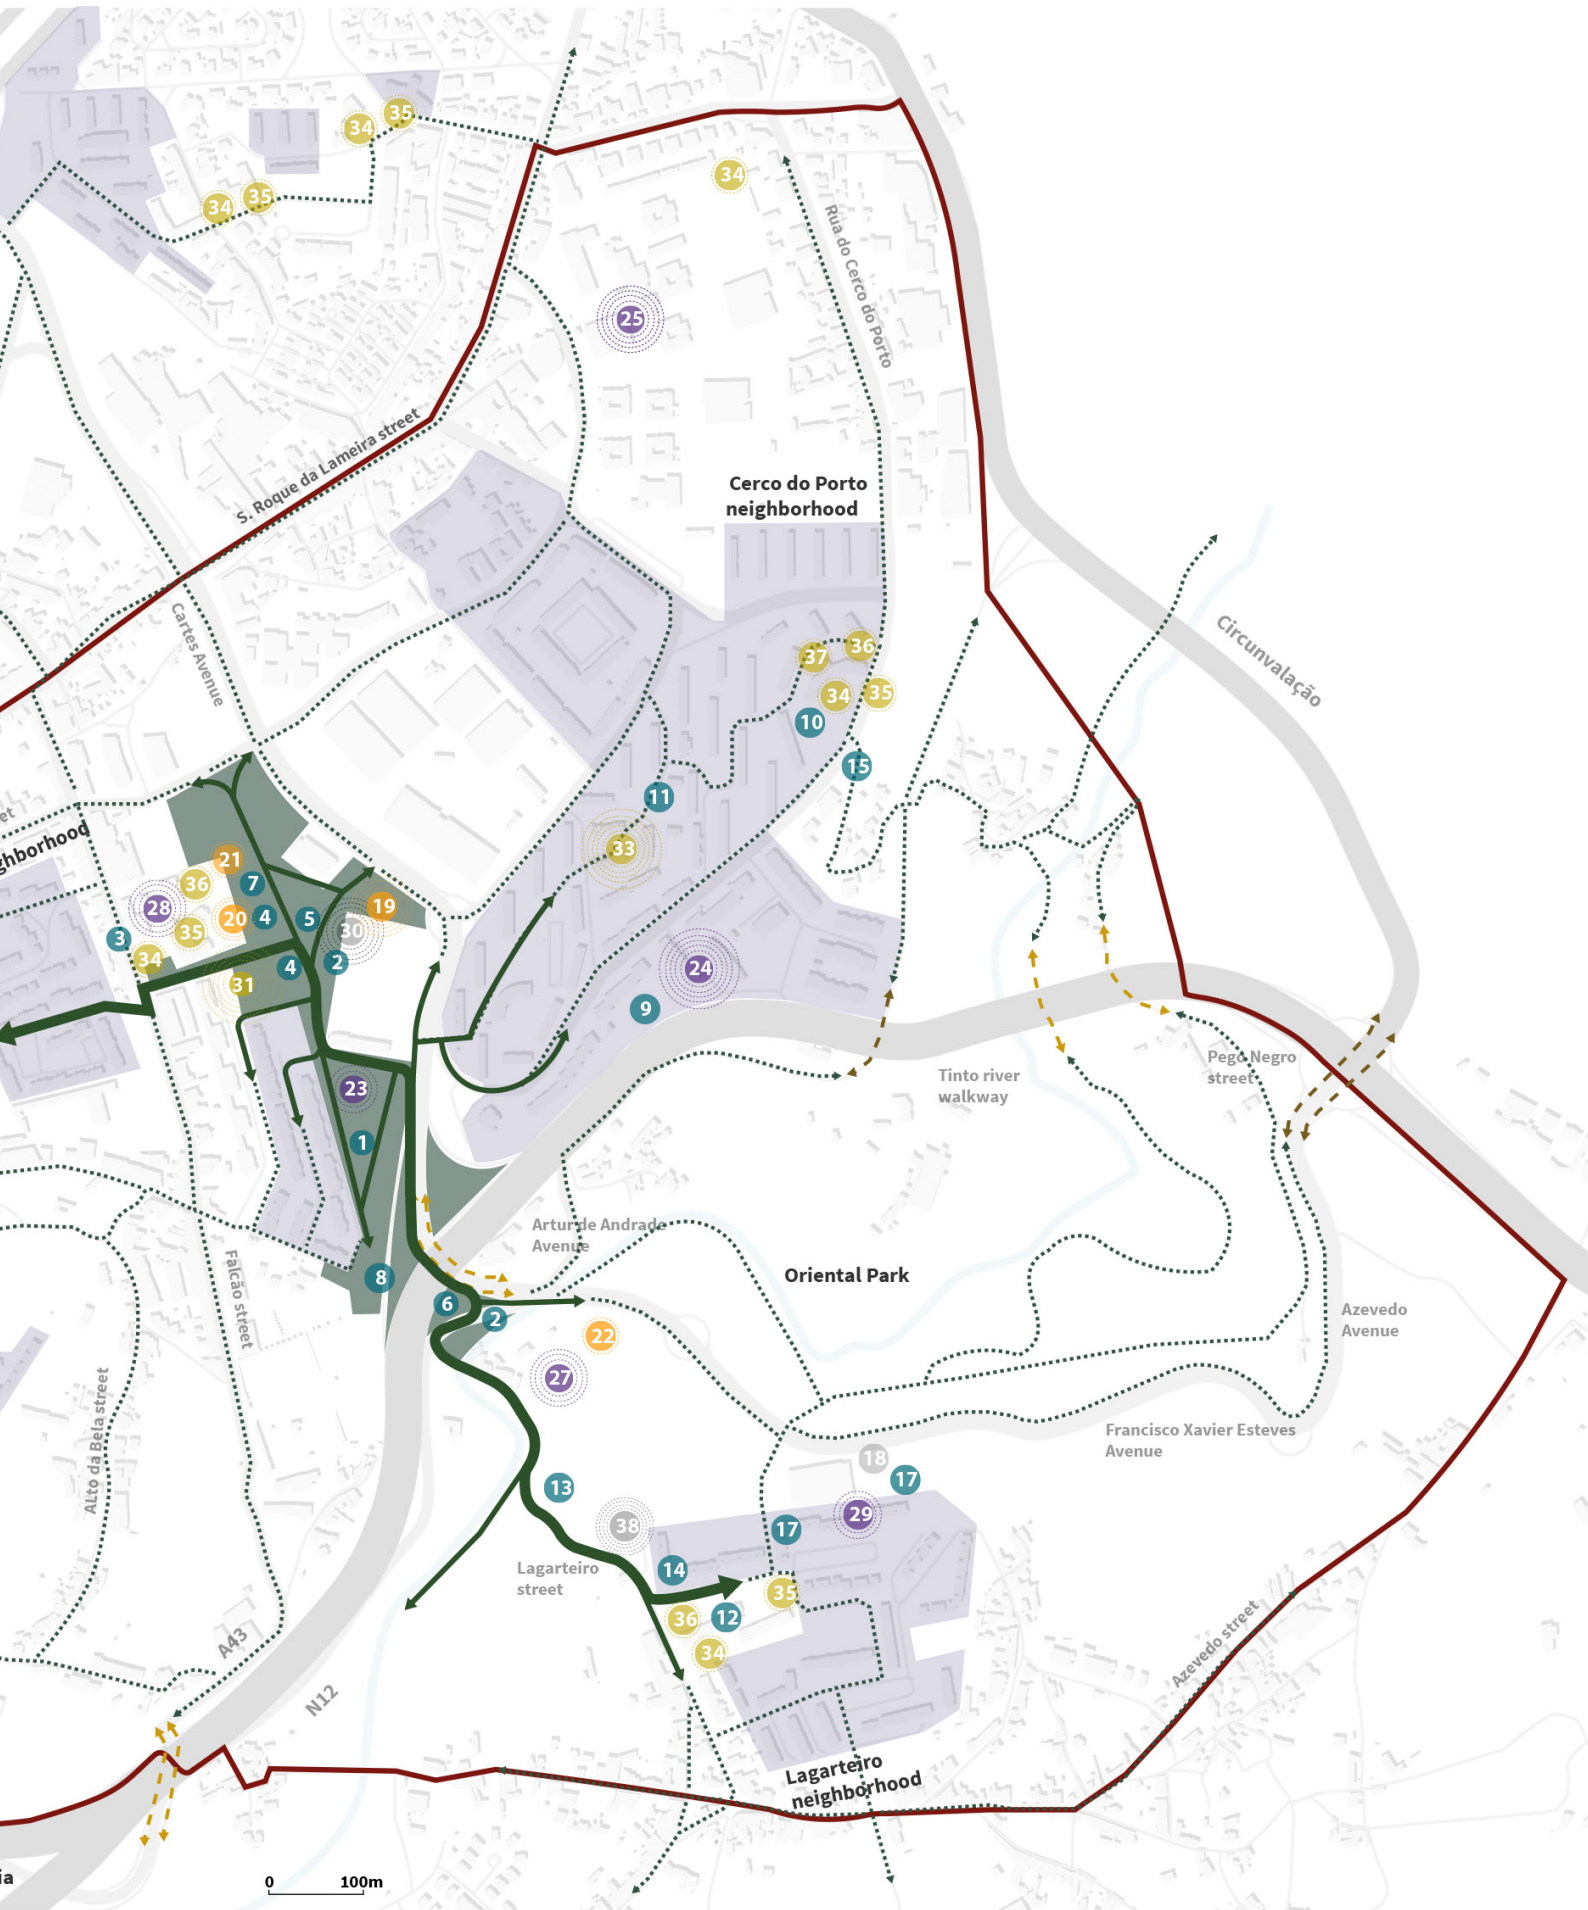 35
34
35
34
34
Rua do Cerco do Porto
25
S. Roque da Lameira street
Cerco do Porto
neighborhood
Cartes Avenue
Circunvalação
36
37
34
35
10
15
11
et
ghborhood
33
21
36
7
28
20
4
5
19
35
30
3
34
4
2
31
24
9
23
1
Tinto river
walkway
Pego Negro
street
Artur de Andrade
Avenue
Falcão street
8
6
2
22
27
Oriental Park
Azevedo
Avenue
Alto da Bela street
Francisco Xavier Esteves
Avenue
18
17
13
29
38
17
Lagarteiro
street
14
35
36
12
34
A43
N12
Azevedo street
Lagarteiro
neighborhood
ia
0 100m